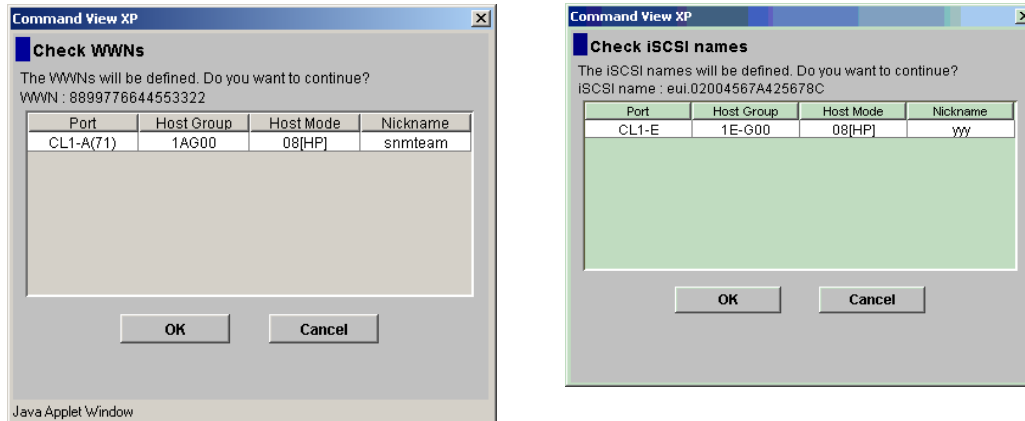 Command View XP
Check WWNs
The WWNs will be defined. Do you want to continue?
WWN : 8899776644553322
Port Host Group Host Mode Nickname
CL1-A(71) 1AG00 08[HP] snmteam
OK Cancel
Java Applet Window
Command View XP
Check iSCSI names
The iSCSI names will be defined. Do you want to continue?
iSCSI name : eui.02004567A425678C
Port Host Group Host Mode Nickname
CL1-E 1E-G00 08[HP] yyy
OK Cancel